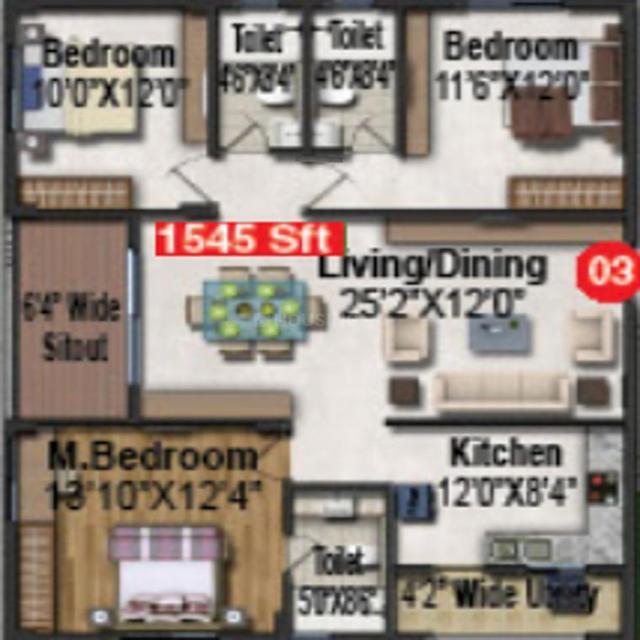 Bedroom
10'0"X12'0"
Toilet
4'6"X8'4"
Toilet
4'6"X8'4"
Bedroom
11'6"X12'0"
1545 Sft
Living/Dining
25'2"X12'0"
03
6'4" Wide
Sitout
M.Bedroom
13'10"X12'4"
Kitchen
12'0"X8'4"
Toilet
5'0"X8'6"
4'2" Wide Utility